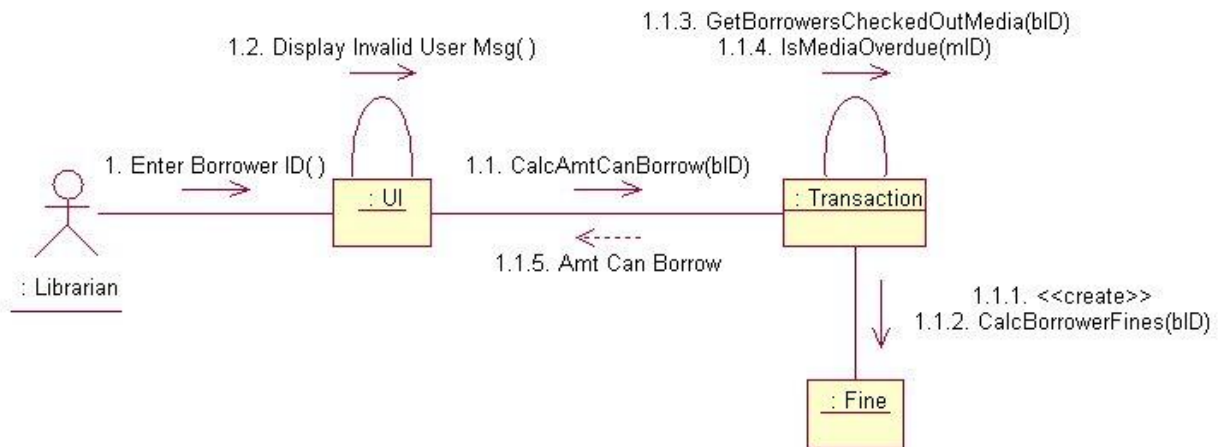 1.1.3. GetBorrowersCheckedOutMedia(bID)
1.2. Display Invalid User Msg( )
1.1.4. IsMediaOverdue(mID)
1. Enter Borrower ID( )
1.1. CalcAmtCanBorrow(bID)
: UI
: Transaction
1.1.5. Amt Can Borrow
: Librarian
1.1.1. <<create>>
1.1.2. CalcBorrowerFines(bID)
: Fine